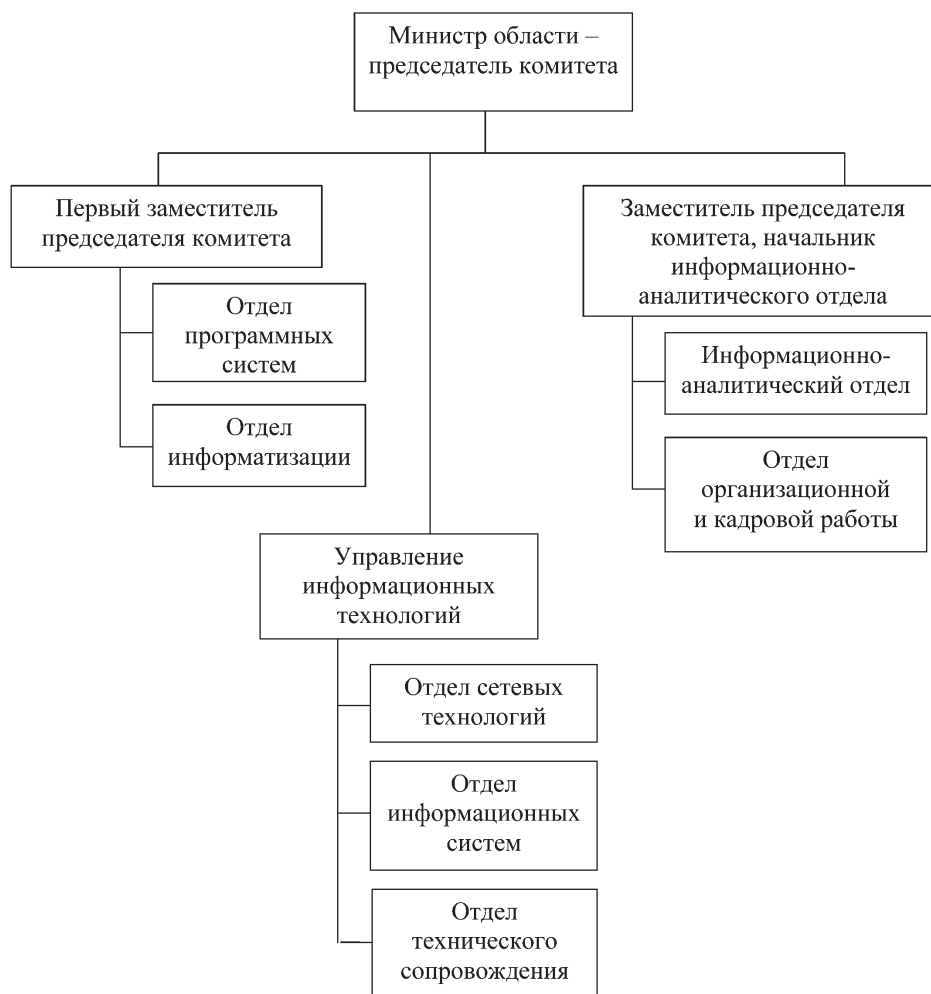 Министр области –
председатель комитета
Первый заместитель
председателя комитета
Отдел
программных
систем
Отдел
информатизации
Заместитель председателя
комитета, начальник
информационно-
аналитического отдела
Информационно-
аналитический отдел
Отдел
организационной
и кадровой работы
Управление
информационных
технологий
Отдел сетевых
технологий
Отдел
информационных
систем
Отдел
технического
сопровождения